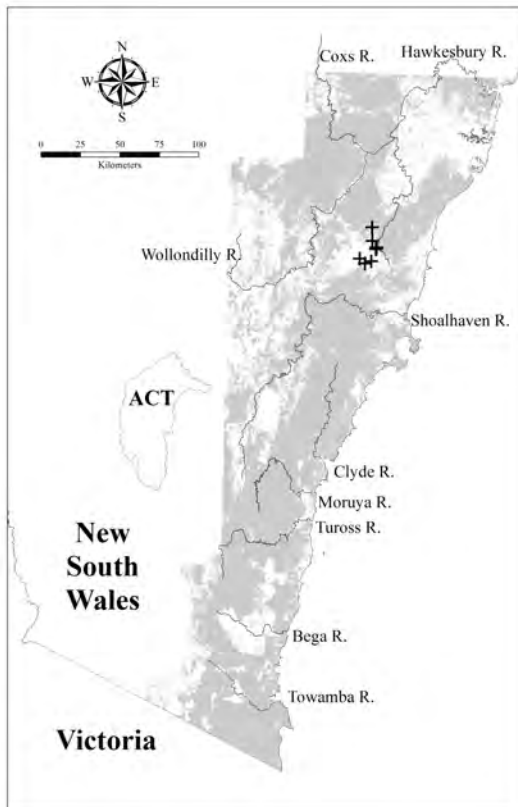 Coxs R.
Hawkesbury R.
N
W
E
S
0 25 50 75 100
Kilometers
Wollondilly R.
Shoalhaven R.
ACT
Clyde R.
Moruya R.
Tuross R.
New
South
Wales
Bega R.
Towamba R.
Victoria